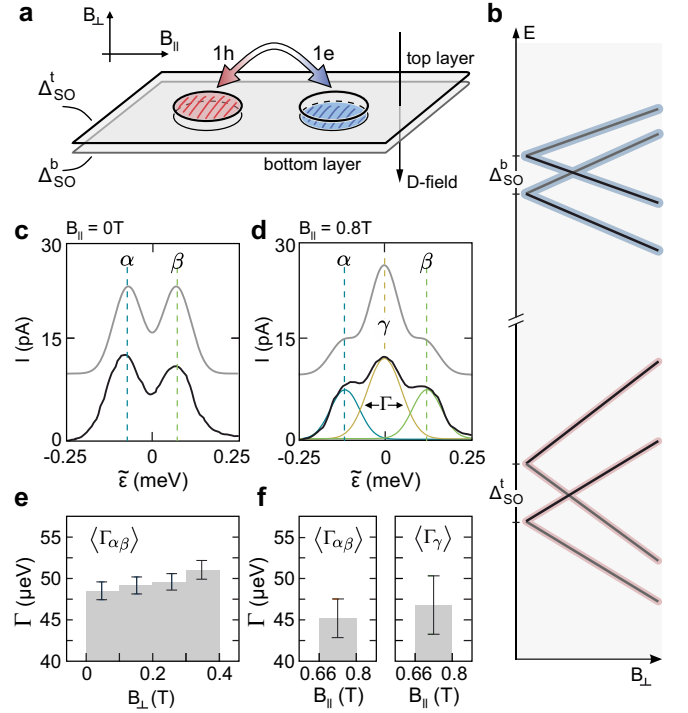 a
B⊥
B∥
1h
1e
top layer
Δ^t_SO
Δ^b_SO
bottom layer
D-field
b
E
Δ^b_SO
Δ^t_SO
B⊥
c
B∥ = 0T
30
15
0
I (pA)
α
β
-0.25
0
0.25
ε̃ (meV)
d
B∥ = 0.8T
30
15
0
I (pA)
α
β
γ
Γ
-0.25
0
0.25
ε̃ (meV)
e
⟨Γαβ⟩
55
50
45
40
Γ (μeV)
0
0.2
0.4
B⊥(T)
f
⟨Γαβ⟩
⟨Γγ⟩
55
50
45
40
Γ (μeV)
0.66 0.8
0.66 0.8
B∥ (T)
B∥ (T)